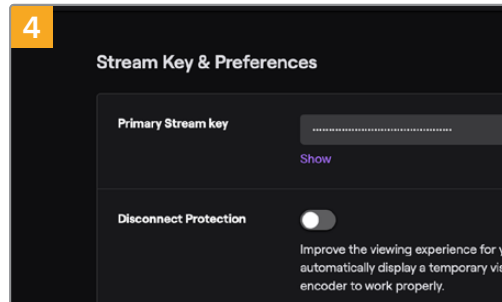 4
Stream Key & Preferences
Primary Stream key
Show
Disconnect Protection
Improve the viewing experience for
automatically display a temporary
encoder to work properly.